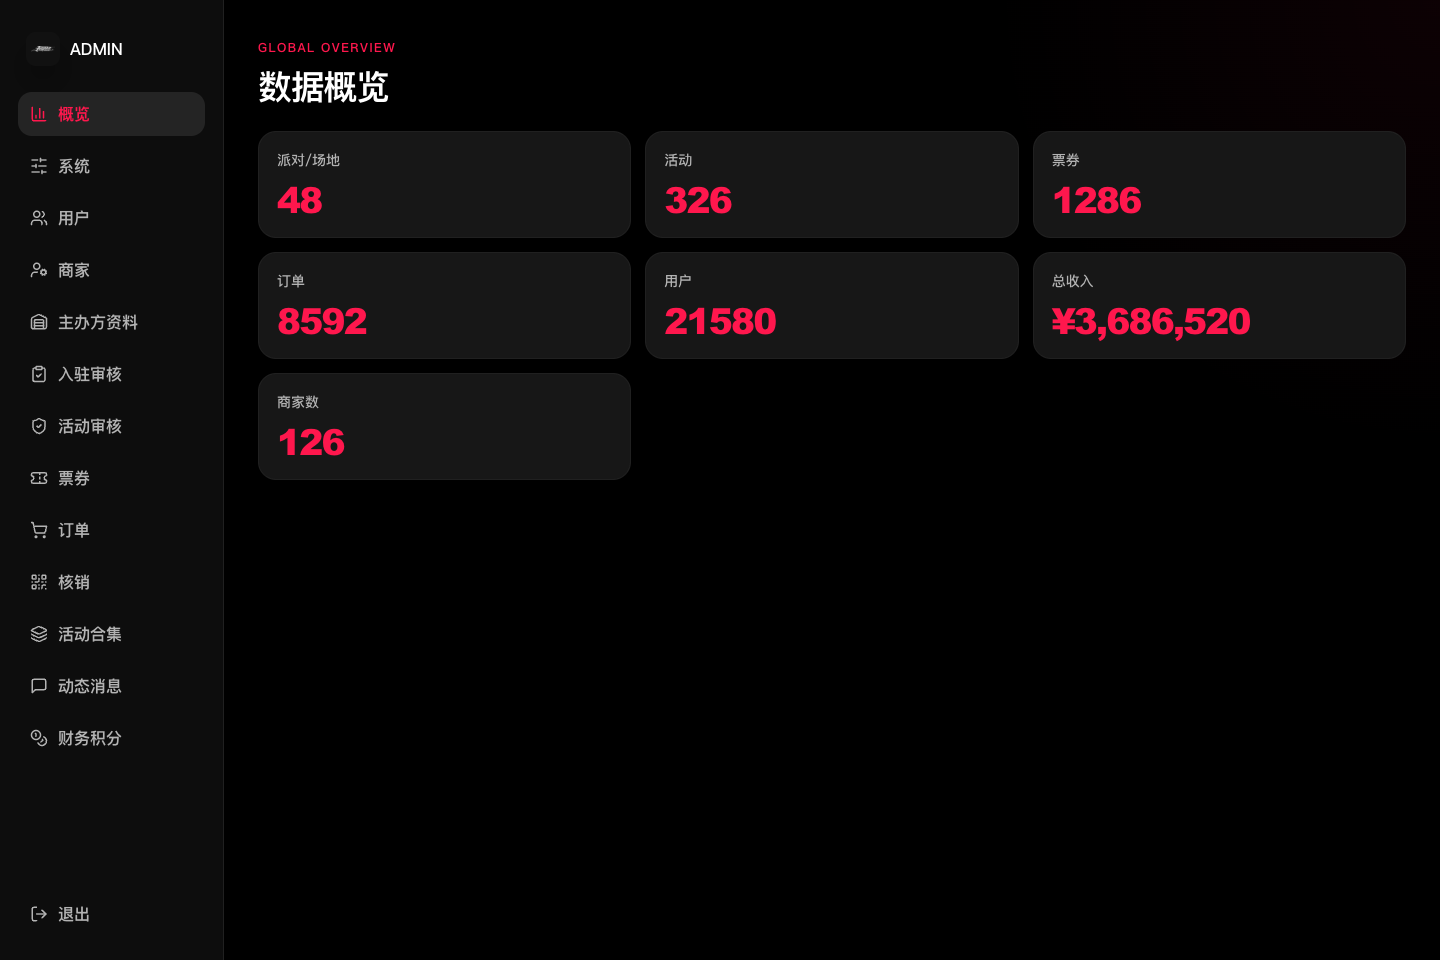 ADMIN
概览
系统
用户
商家
主办方资料
入驻审核
活动审核
票券
订单
核销
活动合集
动态消息
财务积分
退出
GLOBAL OVERVIEW
数据概览
派对/场地
48
活动
326
票券
1286
订单
8592
用户
21580
总收入
¥3,686,520
商家数
126